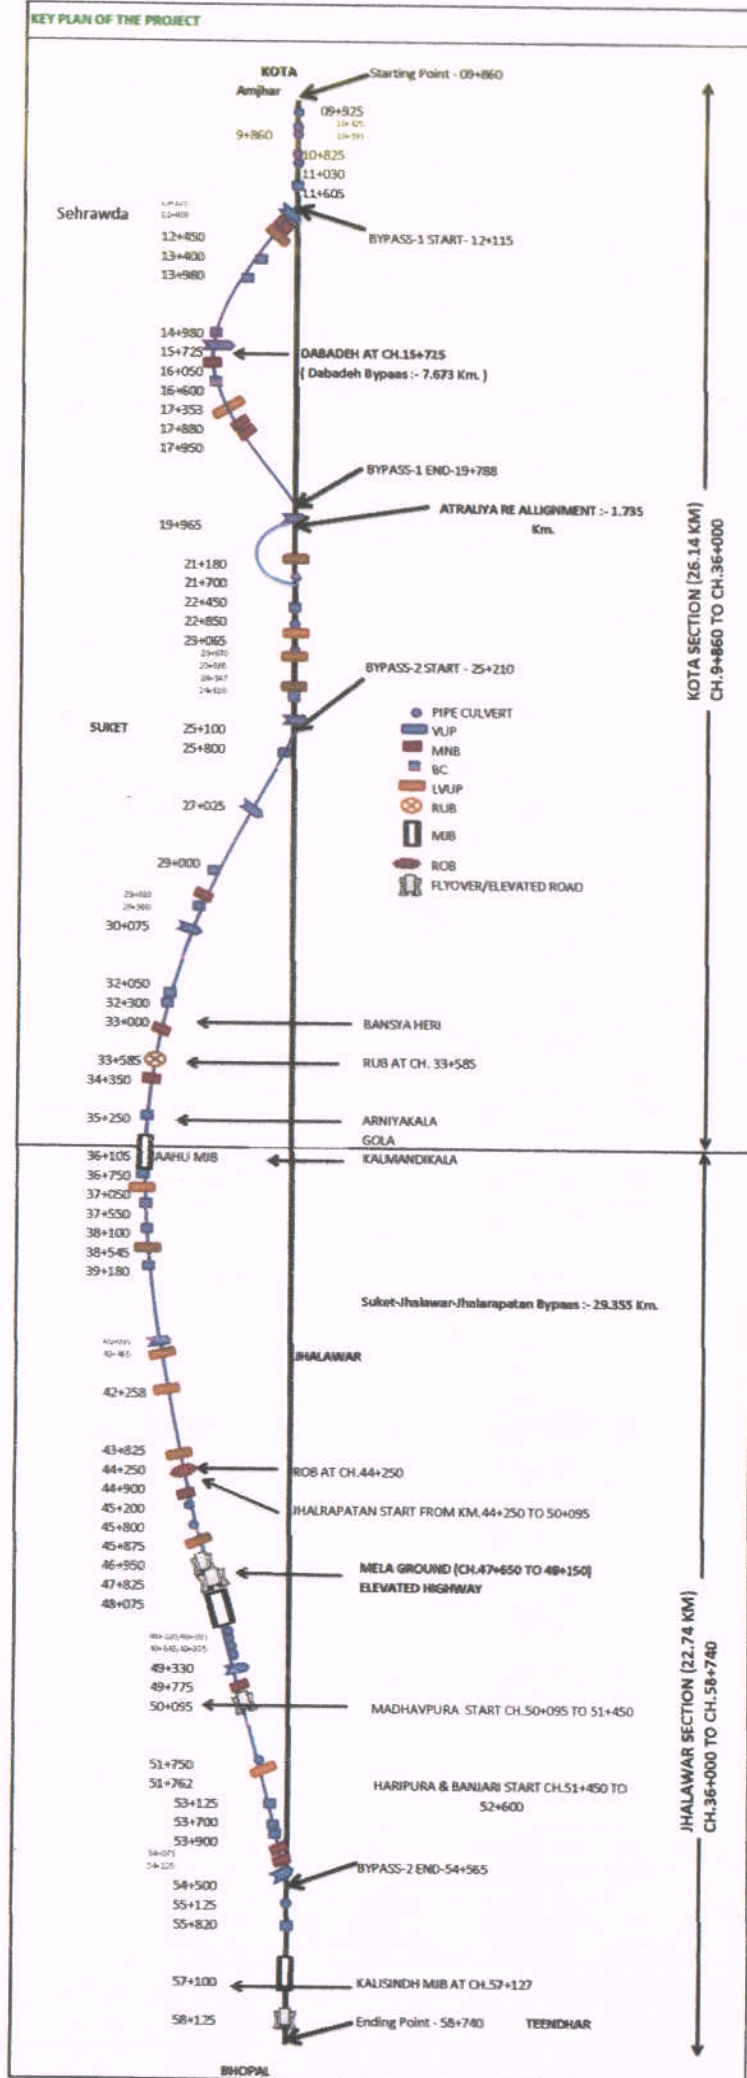 KEY PLAN OF THE PROJECT
KOTA
Starting Point - 09+860
Amjhar
09+925
9+860
10+825
11+030
11+605
Sehrawda
BYPASS-1 START- 12+115
12+450
13+400
13+980
14+980
15+725
DABADEH AT CH.15+725
( Dabadeh Bypaas :- 7.673 Km. )
16+050
16+600
17+353
17+880
17+950
BYPASS-1 END-19+788
ATRALIYA RE ALLIGNMENT :- 1.735
Km.
19+965
21+180
21+700
22+450
22+850
23+065
BYPASS-2 START - 25+210
SUKET
25+100
25+800
PIPE CULVERT
VUP
MNB
BC
LVUP
RUB
MJB
ROB
FLYOVER/ELEVATED ROAD
27+025
29+000
30+075
32+050
32+300
33+000
BANSYA HERI
33+585
RUB AT CH. 33+585
34+350
35+250
ARNIYAKALA
GOLA
KOTA SECTION (26.14 KM)
CH.9+860 TO CH.36+000
36+105
AAHU MJB
KALMANDIKALA
36+750
37+050
37+550
38+100
38+545
39+180
Suket-Jhalawar-Jhalarapatan Bypaas :- 29.355 Km.
JHALAWAR
42+258
43+825
44+250
ROB AT CH.44+250
44+900
45+200
JHALRAPATAN START FROM KM.44+250 TO 50+095
45+800
45+875
46+950
MELA GROUND (CH.47+650 TO 48+150)
ELEVATED HIGHWAY
47+825
48+075
49+330
49+775
50+095
MADHAVPURA START CH.50+095 TO 51+450
51+750
51+762
HARIPURA & BANJARI START CH.51+450 TO
52+600
53+125
53+700
53+900
BYPASS-2 END-54+565
54+500
55+125
55+820
57+100
KALISINDH MJB AT CH.57+127
58+125
Ending Point - 58+740
TEENDHAR
BHOPAL
JHALAWAR SECTION (22.74 KM)
CH.36+000 TO CH.58+740